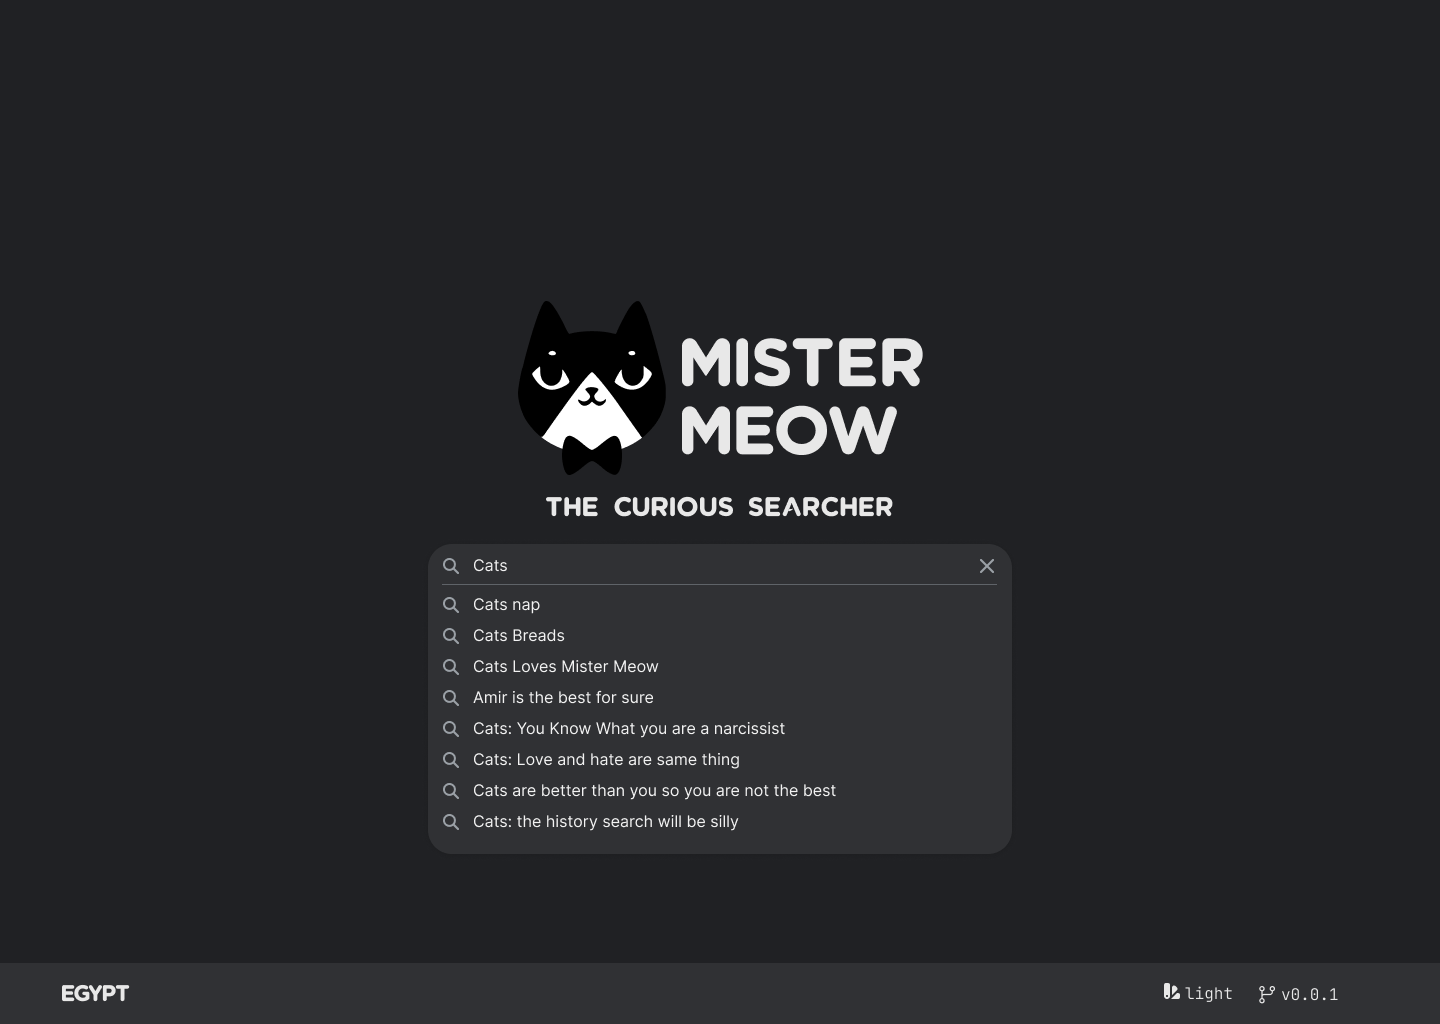 MISTER
MEOW
THE CURIOUS SEARCHER
Cats
Cats nap
Cats Breads
Cats Loves Mister Meow
Amir is the best for sure
Cats: You Know What you are a narcissist
Cats: Love and hate are same thing
Cats are better than you so you are not the best
Cats: the history search will be silly
EGYPT
light
v0.0.1